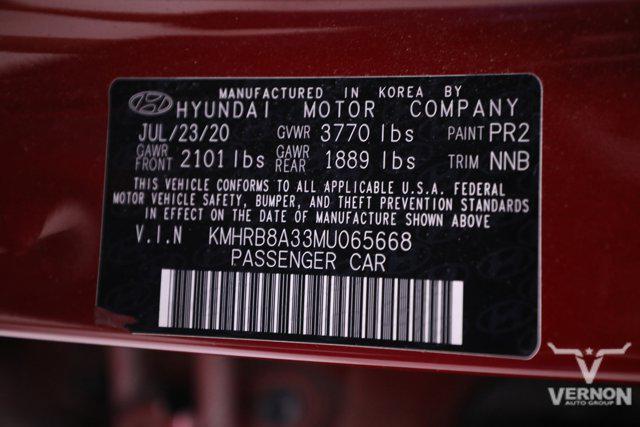 MANUFACTURED IN KOREA BY
HYUNDAI MOTOR COMPANY
JUL/23/20 GVWR 3770 lbs PAINT PR2
GAWR FRONT 2101 lbs GAWR REAR 1889 lbs TRIM NNB
THIS VEHICLE CONFORMS TO ALL APPLICABLE U.S.A. FEDERAL
MOTOR VEHICLE SAFETY, BUMPER, AND THEFT PREVENTION STANDARDS
IN EFFECT ON THE DATE OF MANUFACTURE SHOWN ABOVE
V.I.N KMHRB8A33MU065668
PASSENGER CAR
VERNON
AUTO GROUP